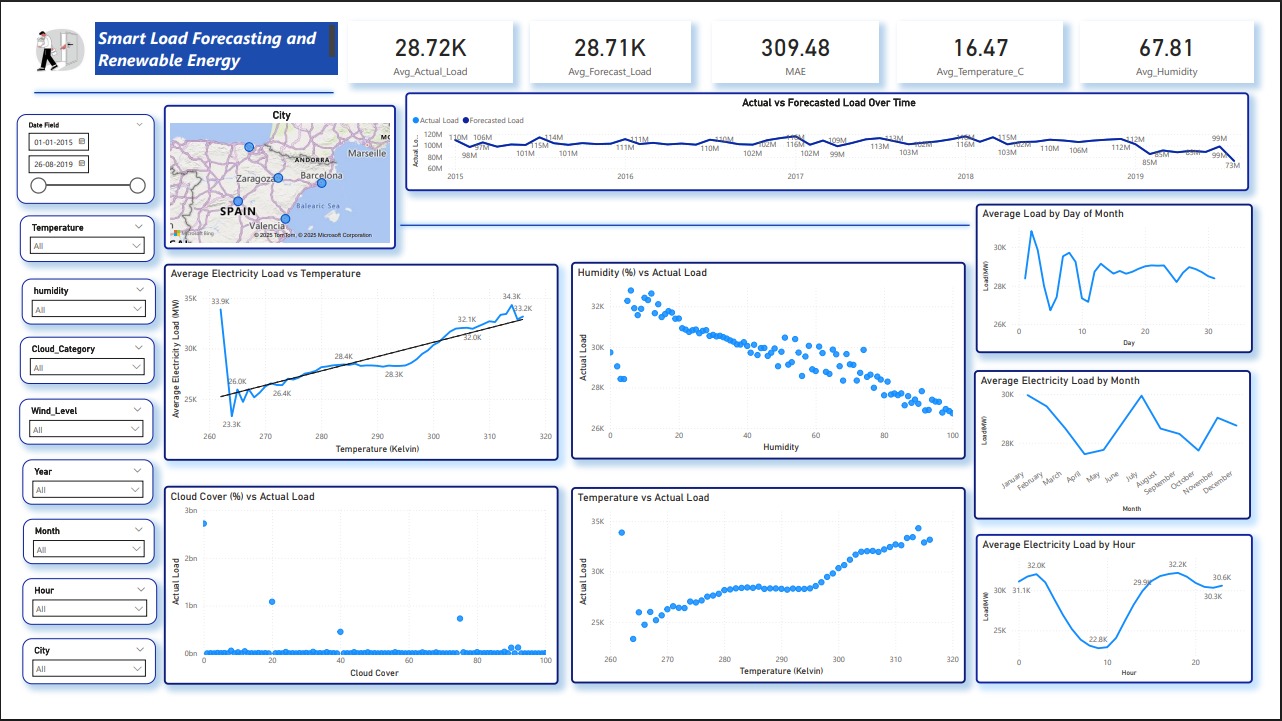 Smart Load Forecasting and
Renewable Energy
28.72K
Avg_Actual_Load
28.71K
Avg_Forecast_Load
309.48
MAE
16.47
Avg_Temperature_C
67.81
Avg_Humidity
Date Field
01-01-2015
26-08-2019
Temperature
All
humidity
All
Cloud_Category
All
Wind_Level
All
Year
All
Month
All
Hour
All
City
All
City
ANDORRA
Marseille
Zaragoza
Barcelona
SPAIN
Balearic Sea
Valencia
Microsoft Bing
© 2025 TomTom, © 2025 Microsoft Corporation
Actual vs Forecasted Load Over Time
Actual Load Forecasted Load
Actual Lo...
120M
100M
80M
60M
110M 106M 114M 111M 110M 109M 113M 115M 112M 99M
97M 115M 116M 116M
98M 101M 101M 110M 102M 99M 103M 102M 110M 106M 85M 99M 73M
2015 2016 2017 2018 2019
Average Electricity Load vs Temperature
Average Electricity Load (MW)
35K
30K
25K
33.9K
26.0K
23.3K
26.4K
28.4K
28.3K
32.1K
32.0K
34.3K
33.2K
260 270 280 290 300 310 320
Temperature (Kelvin)
Humidity (%) vs Actual Load
Actual Load
32K
30K
28K
26K
0 20 40 60 80 100
Humidity
Cloud Cover (%) vs Actual Load
Actual Load
3bn
2bn
1bn
0bn
0 20 40 60 80 100
Cloud Cover
Temperature vs Actual Load
Actual Load
35K
30K
25K
260 270 280 290 300 310 320
Temperature (Kelvin)
Average Load by Day of Month
Load(MW)
30K
26K
0 10 20 30
Day
Average Electricity Load by Month
Load(MW)
30K
28K
January February March April May June July August September October November December
Month
Average Electricity Load by Hour
Load(MW)
30K
25K
31.1K
32.0K
22.8K
29.9K
32.2K
30.3K
30.6K
0 10 20
Hour